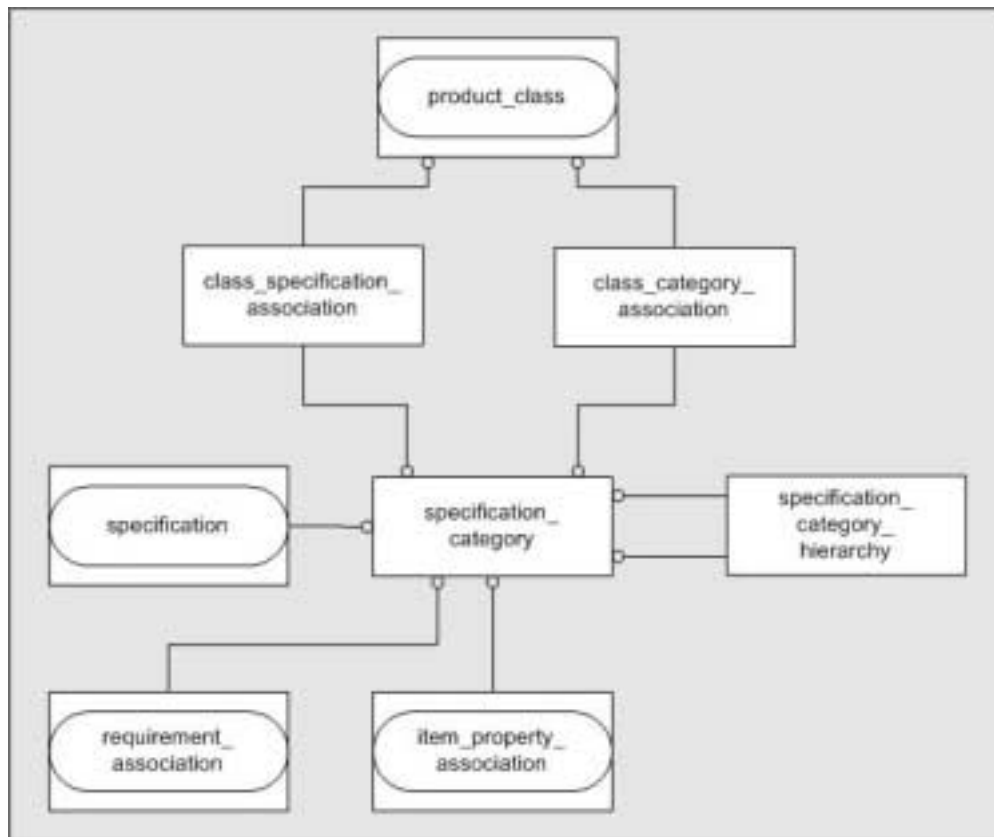 product_class
class_specification_
association
class_category_
association
specification
specification_
category
specification_
category_
hierarchy
requirement_
association
item_property_
association